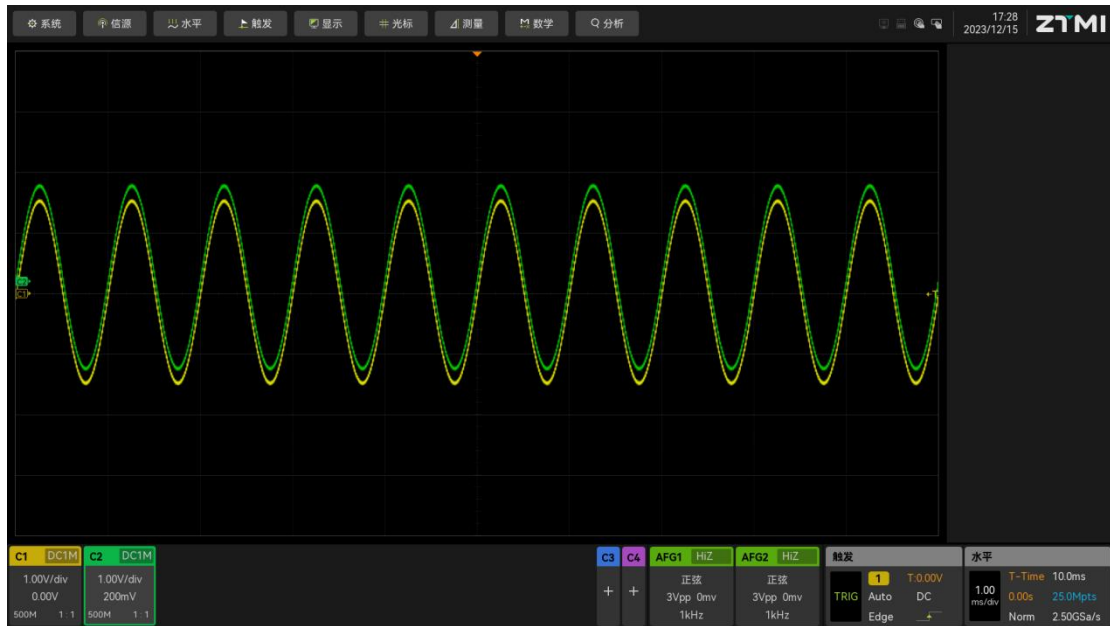 系统 信源 水平 触发 显示 光标 测量 数学 分析 17:28 2023/12/15 ZTMI
C2
C1 T
C1 DC1M C2 DC1M C3 C4 AFG1 HiZ AFG2 HiZ 触发 水平
1.00V/div 1.00V/div + + 正弦 正弦 TRIG 1 T:0.00V 1.00 ms/div T-Time 10.0ms
0.00V 200mV 3Vpp 0mv 3Vpp 0mv Auto DC 0.00s 25.0Mpts
500M 1:1 500M 1:1 1kHz 1kHz Edge Norm 2.50GSa/s